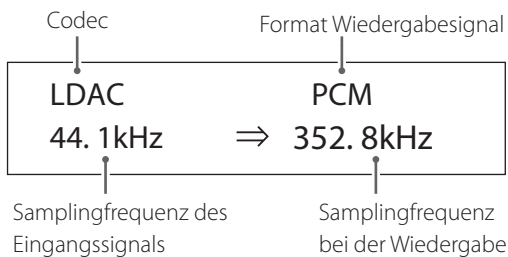 Codec
Format Wiedergabesignal
LDAC PCM
44. 1kHz ⇒ 352. 8kHz
Samplingfrequenz des
Eingangssignals
Samplingfrequenz
bei der Wiedergabe